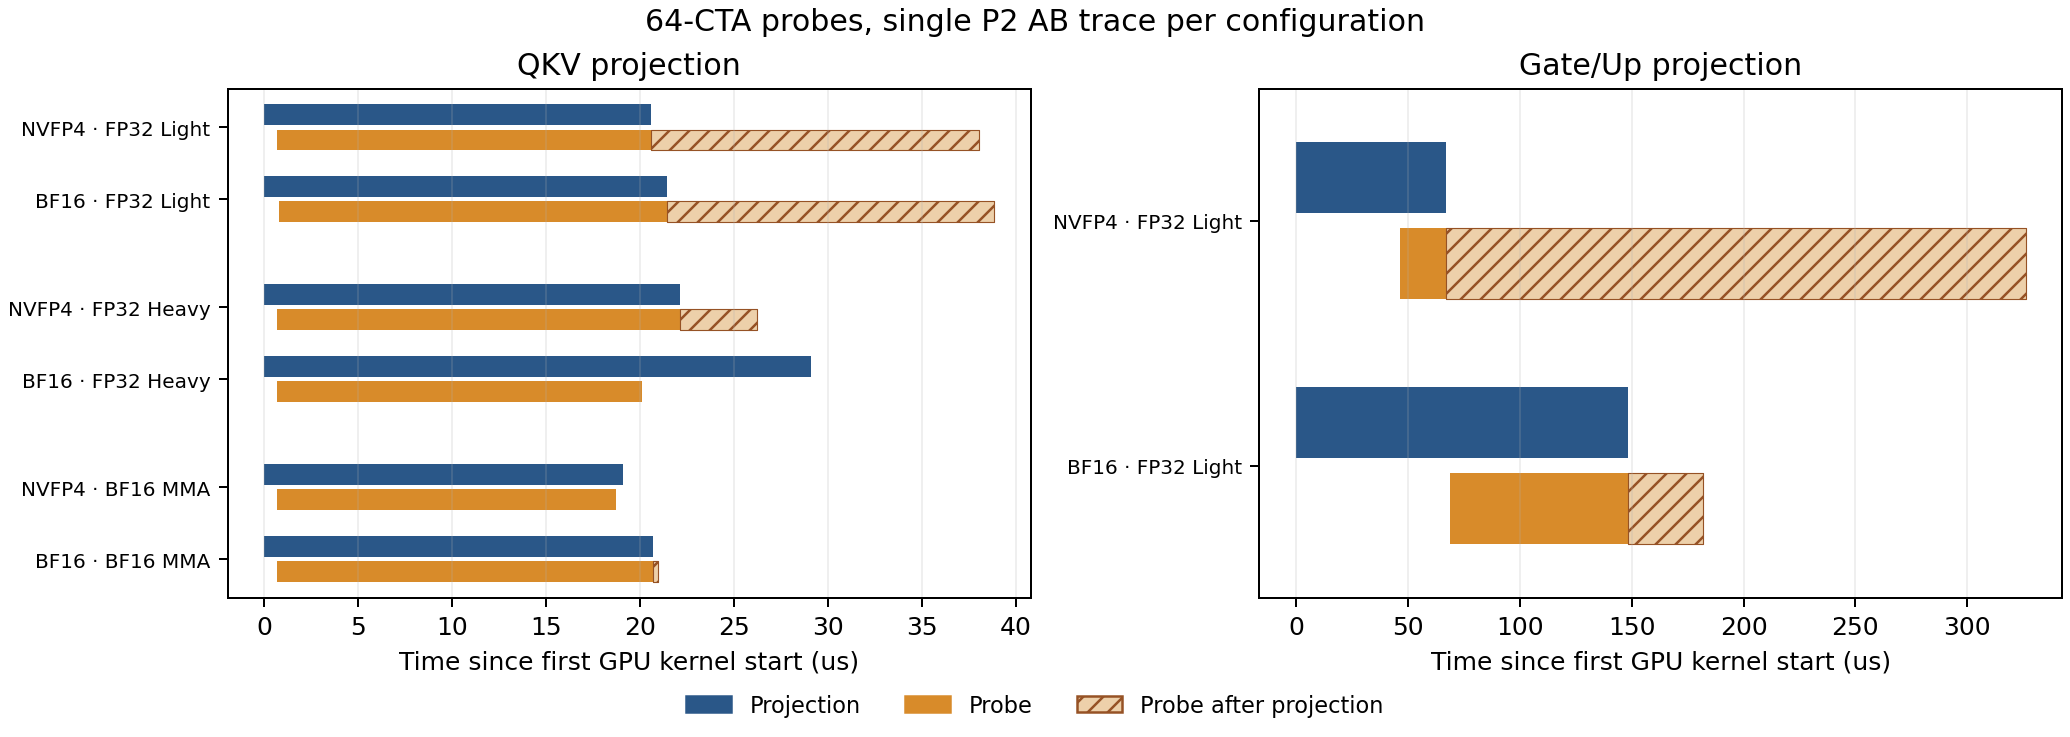 64-CTA probes, single P2 AB trace per configuration
QKV projection
NVFP4 · FP32 Light
BF16 · FP32 Light
NVFP4 · FP32 Heavy
BF16 · FP32 Heavy
NVFP4 · BF16 MMA
BF16 · BF16 MMA
0 5 10 15 20 25 30 35 40
Time since first GPU kernel start (us)
Gate/Up projection
NVFP4 · FP32 Light
BF16 · FP32 Light
0 50 100 150 200 250 300
Time since first GPU kernel start (us)
Projection Probe Probe after projection